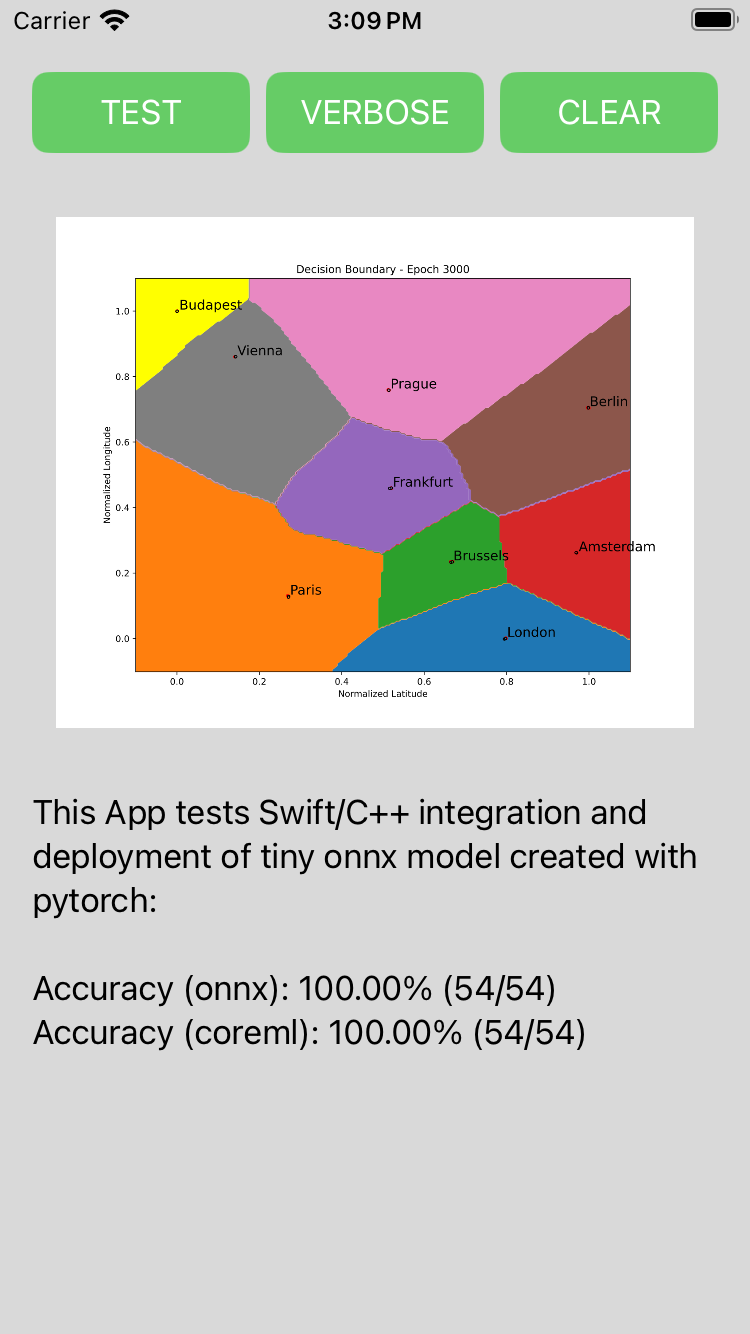 Carrier 3:09 PM
TEST VERBOSE CLEAR
Decision Boundary - Epoch 3000
1.0
0.8
0.6
0.4
0.2
0.0
Normalized Longitude
Budapest
Vienna
Prague
Berlin
Frankfurt
Amsterdam
Brussels
Paris
London
0.0 0.2 0.4 0.6 0.8 1.0
Normalized Latitude
This App tests Swift/C++ integration and
deployment of tiny onnx model created with
pytorch:
Accuracy (onnx): 100.00% (54/54)
Accuracy (coreml): 100.00% (54/54)